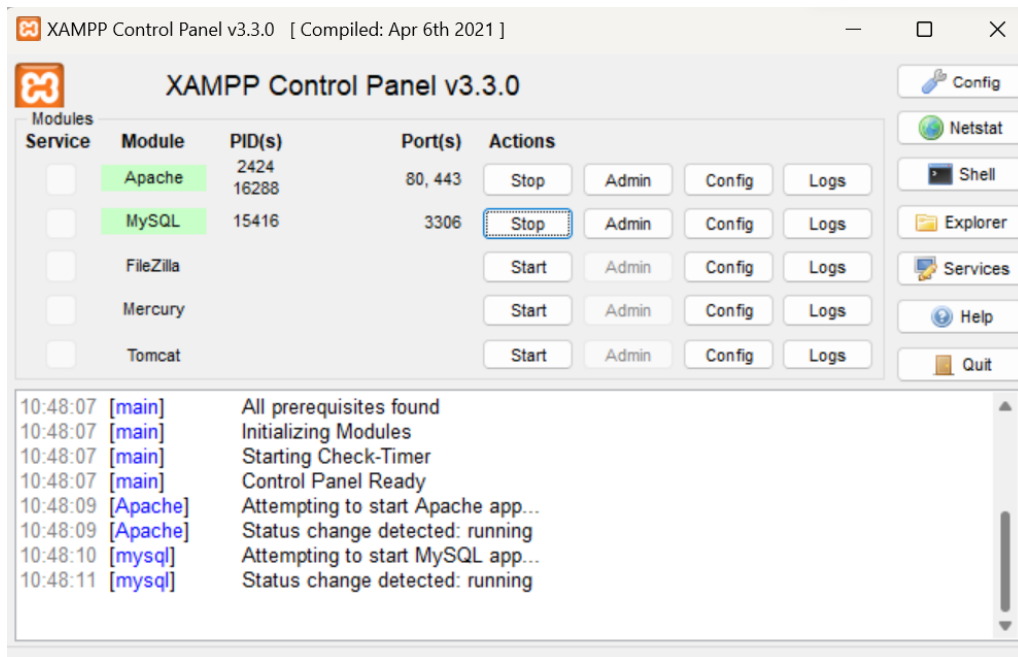 XAMPP Control Panel v3.3.0 [ Compiled: Apr 6th 2021 ]
XAMPP Control Panel v3.3.0
Config
Modules
Service Module PID(s) Port(s) Actions
Netstat
Apache 2424 16288 80, 443 Stop Admin Config Logs
Shell
MySQL 15416 3306 Stop Admin Config Logs
Explorer
FileZilla Start Admin Config Logs
Services
Mercury Start Admin Config Logs
Help
Tomcat Start Admin Config Logs
Quit
10:48:07 [main] All prerequisites found
10:48:07 [main] Initializing Modules
10:48:07 [main] Starting Check-Timer
10:48:07 [main] Control Panel Ready
10:48:09 [Apache] Attempting to start Apache app...
10:48:09 [Apache] Status change detected: running
10:48:10 [mysql] Attempting to start MySQL app...
10:48:11 [mysql] Status change detected: running